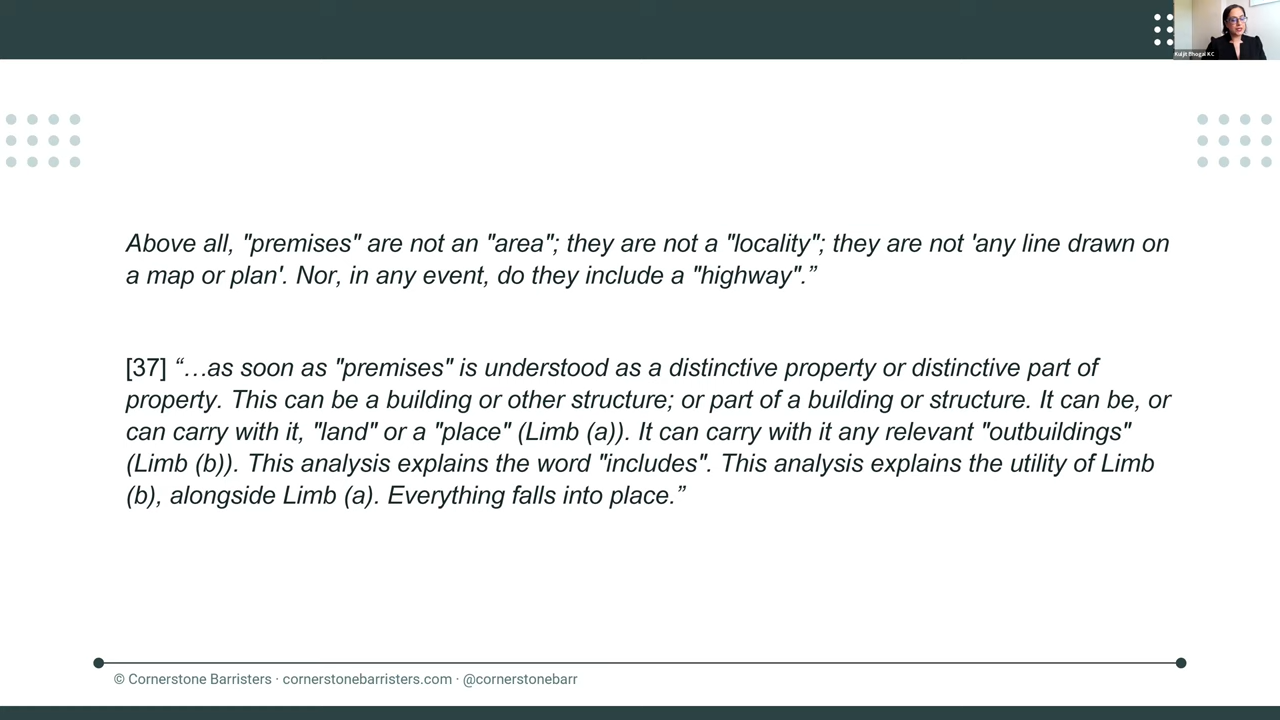 Kuljit Bhogal KC
Above all, "premises" are not an "area"; they are not a "locality"; they are not 'any line drawn on
a map or plan'. Nor, in any event, do they include a "highway".”
[37] “…as soon as "premises" is understood as a distinctive property or distinctive part of
property. This can be a building or other structure; or part of a building or structure. It can be, or
can carry with it, "land" or a "place" (Limb (a)). It can carry with it any relevant "outbuildings"
(Limb (b)). This analysis explains the word "includes". This analysis explains the utility of Limb
(b), alongside Limb (a). Everything falls into place.”
© Cornerstone Barristers · cornerstonebarristers.com · @cornerstonebarr